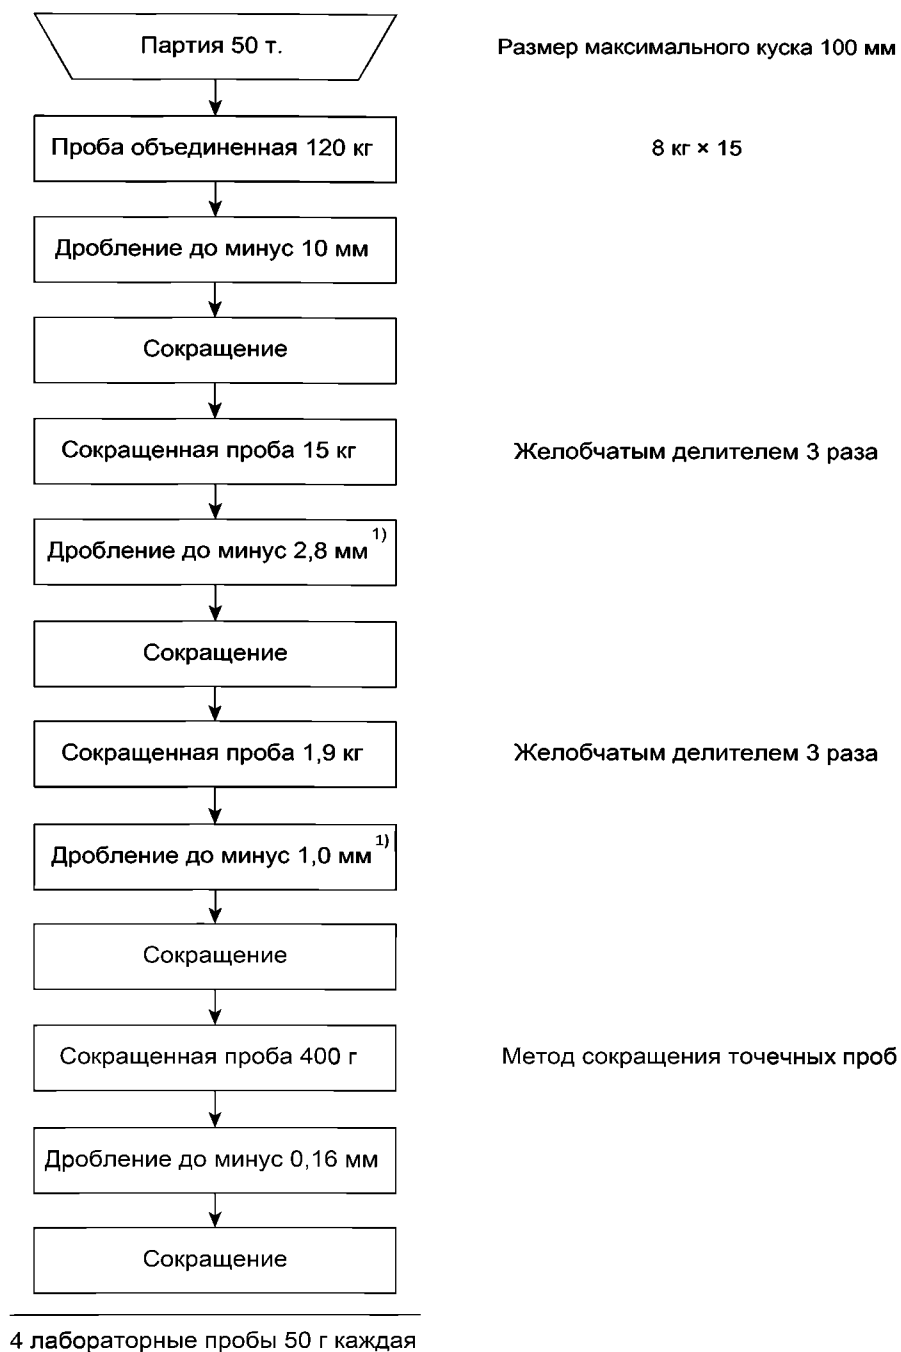 Партия 50 т.
Размер максимального куска 100 мм
Проба объединенная 120 кг
8 кг × 15
Дробление до минус 10 мм
Сокращение
Сокращенная проба 15 кг
Желобчатым делителем 3 раза
Дробление до минус 2,8 мм 1)
Сокращение
Сокращенная проба 1,9 кг
Желобчатым делителем 3 раза
Дробление до минус 1,0 мм 1)
Сокращение
Сокращенная проба 400 г
Метод сокращения точечных проб
Дробление до минус 0,16 мм
Сокращение
4 лабораторные пробы 50 г каждая